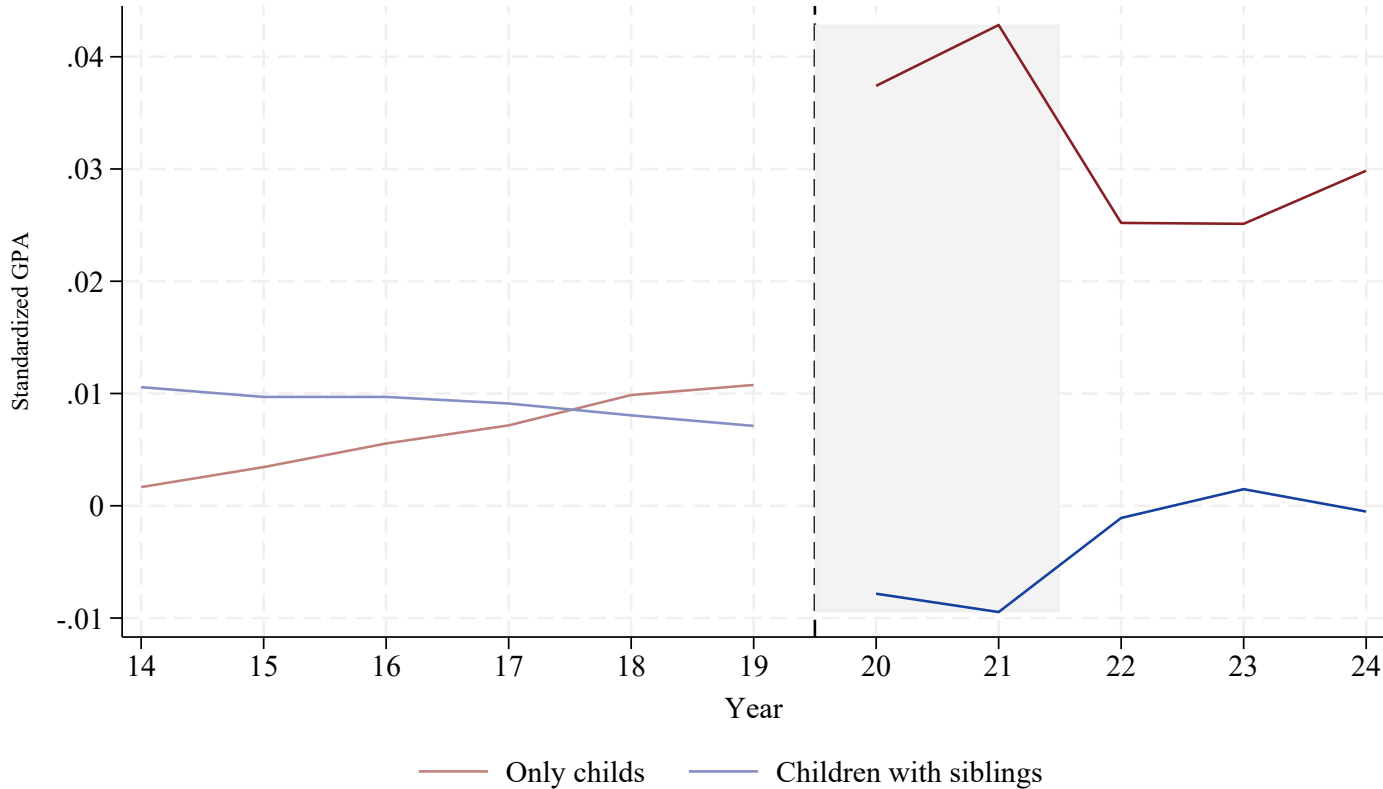 .04
.03
.02
.01
0
-.01
Standardized GPA
14 15 16 17 18 19 20 21 22 23 24
Year
Only childs Children with siblings